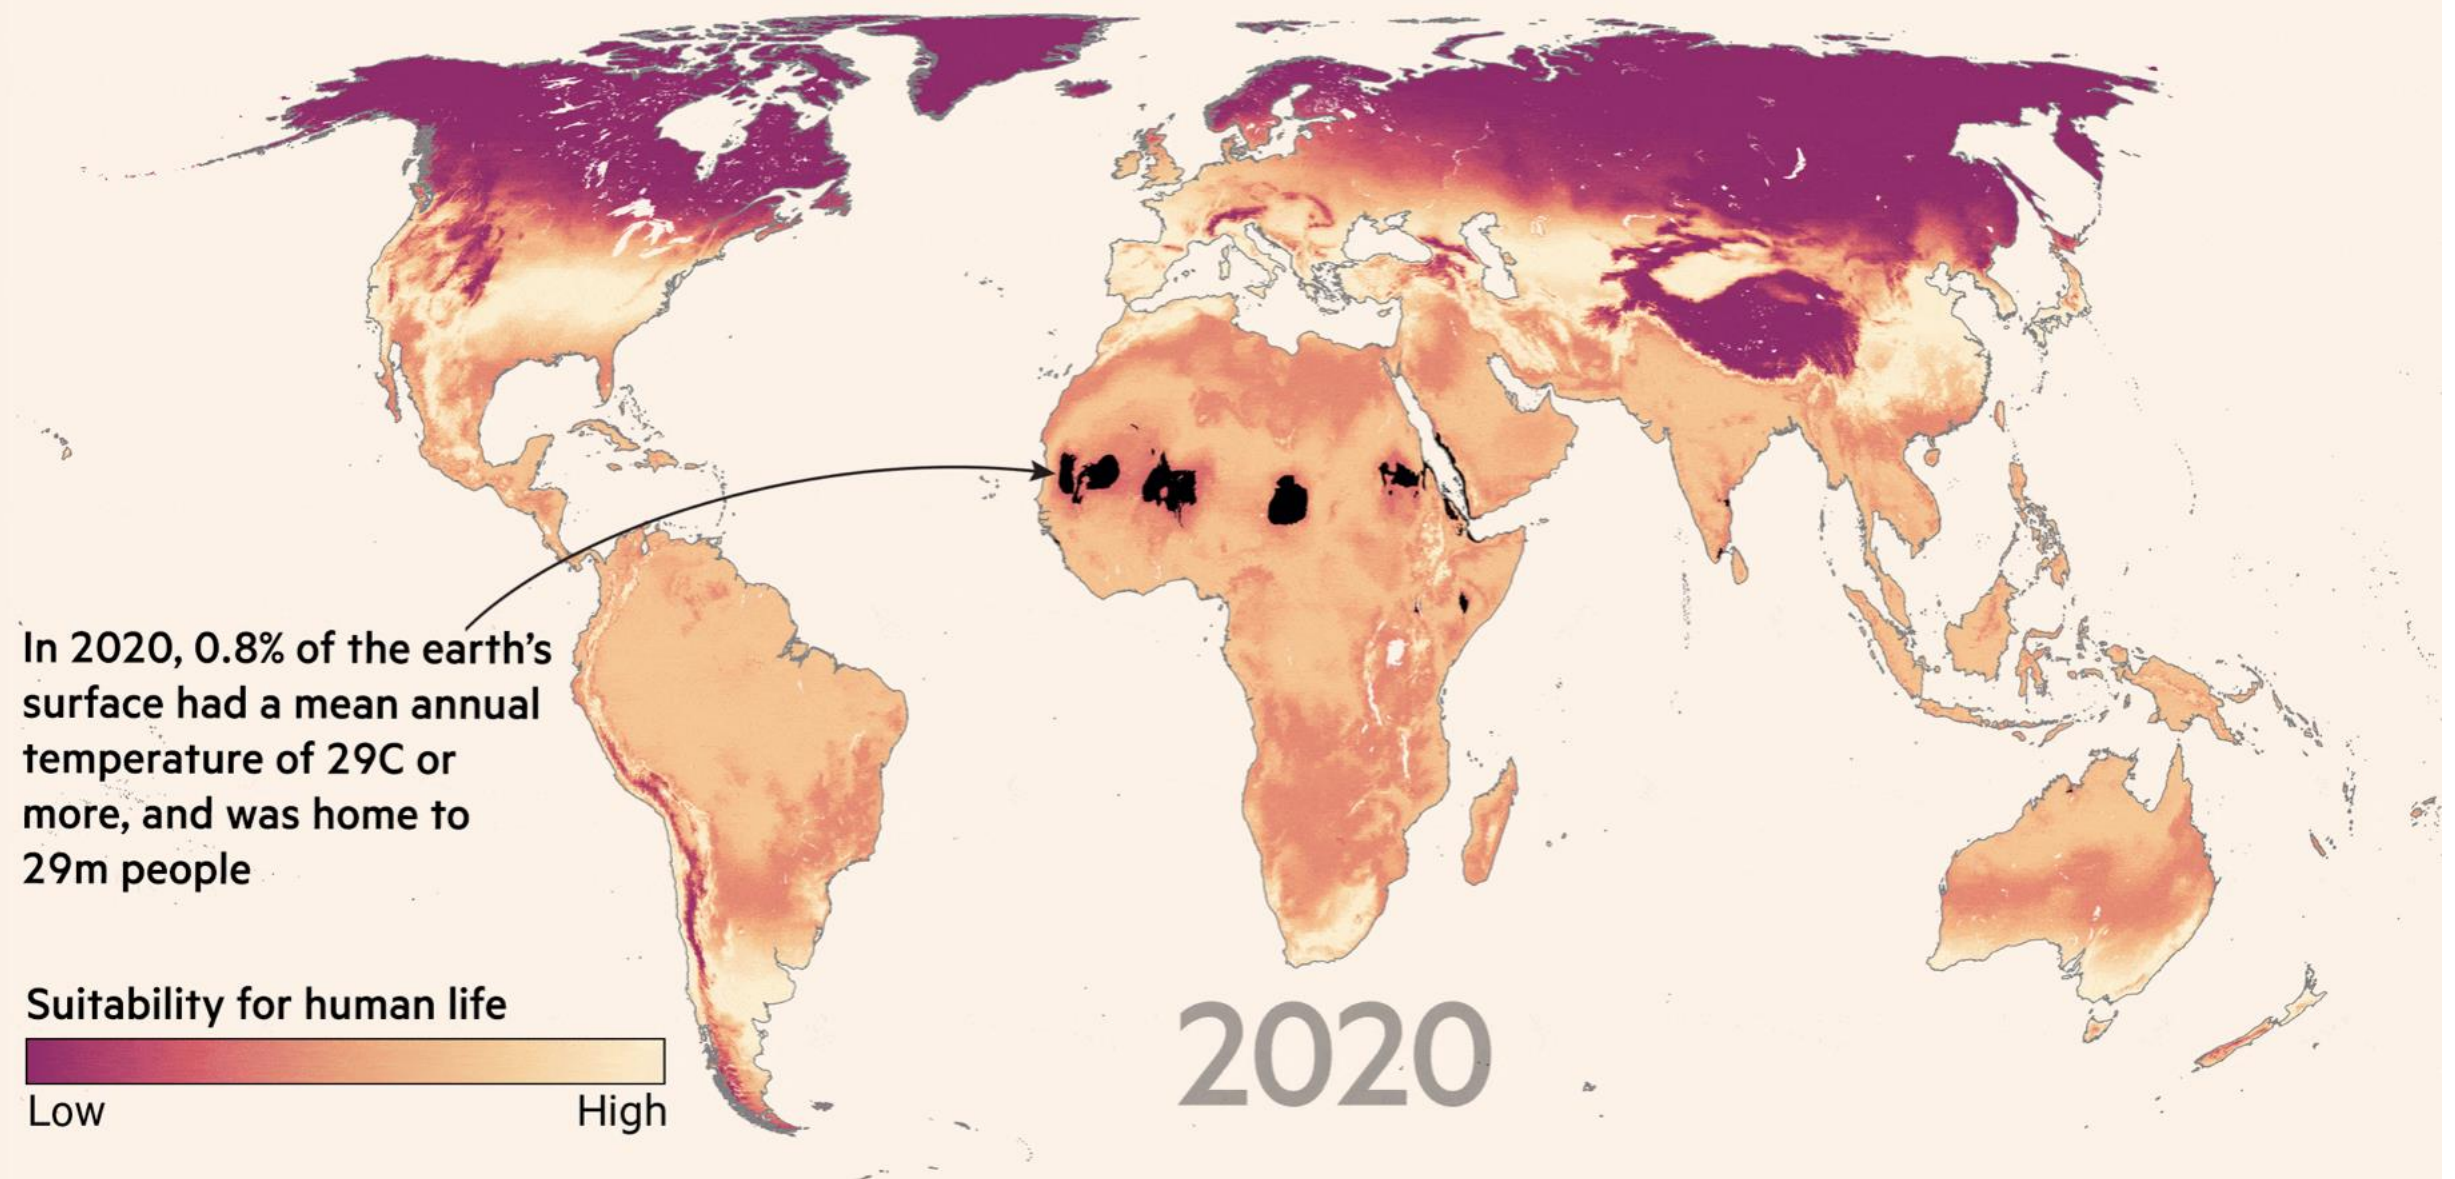 In 2020, 0.8% of the earth's
surface had a mean annual
temperature of 29C or
more, and was home to
29m people
Suitability for human life
Low High
2020